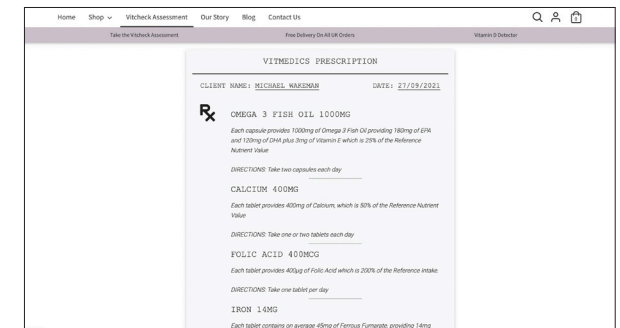 Home Shop Vitcheck Assessment Our Story Blog Contact Us 0
Take the Vitcheck Assessment Free Delivery On All UK Orders Vitamin D Detector
VITMEDICS PRESCRIPTION
CLIENT NAME: MICHAEL WAKEMAN DATE: 27/09/2021
Rx
OMEGA 3 FISH OIL 1000MG
Each capsule provides 1000mg of Omega 3 Fish Oil providing 180mg of EPA
and 120mg of DHA plus 3mg of Vitamin E which is 25% of the Reference
Nutrient Value
DIRECTIONS: Take two capsules each day
CALCIUM 400MG
Each tablet provides 400mg of Calcium, which is 50% of the Reference Nutrient
Value
DIRECTIONS: Take one or two tablets each day
FOLIC ACID 400MCG
Each tablet provides 400µg of Folic Acid which is 200% of the Reference intake.
DIRECTIONS: Take one tablet per day
IRON 14MG
Each tablet contains on average 45mg of Ferrous Fumarate, providing 14mg